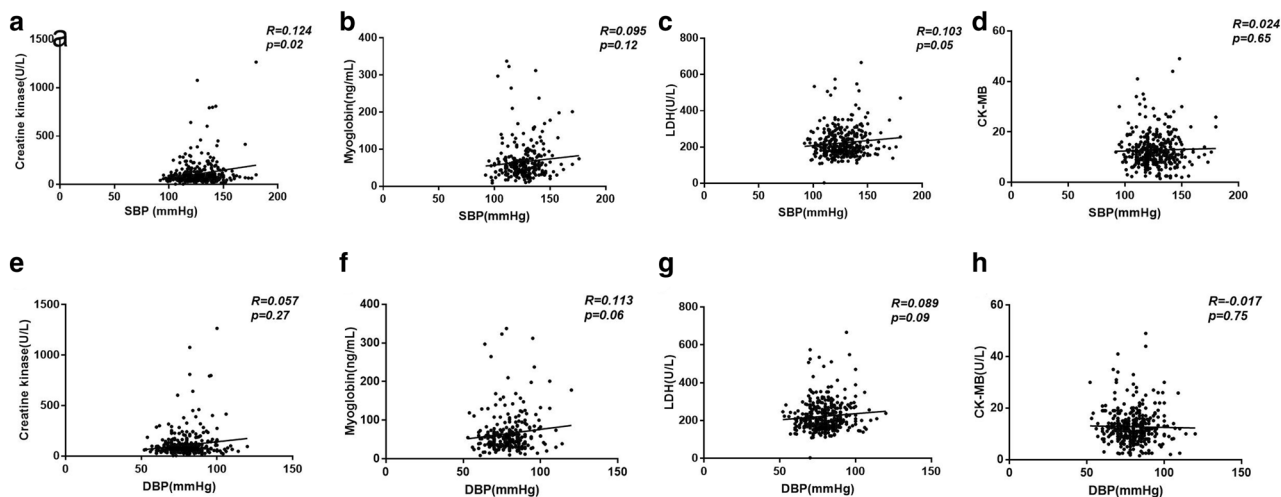 a
a
R=0.124
p=0.02
Creatine kinase(U/L)
1500
1000
500
0
0
50
100
150
200
SBP (mmHg)
b
R=0.095
p=0.12
Myoglobin(ng/mL)
400
300
200
100
0
0
50
100
150
200
SBP(mmHg)
c
R=0.103
p=0.05
LDH(U/L)
800
600
400
200
0
0
50
100
150
200
SBP(mmHg)
d
R=0.024
p=0.65
CK-MB
60
40
20
0
0
50
100
150
200
SBP(mmHg)
e
R=0.057
p=0.27
Creatine kinase(U/L)
1500
1000
500
0
0
50
100
150
DBP(mmHg)
f
R=0.113
p=0.06
Myoglobin(ng/mL)
400
300
200
100
0
0
50
100
150
DBP(mmHg)
g
R=0.089
p=0.09
LDH(U/L)
800
600
400
200
0
0
50
100
150
DBP(mmHg)
h
R=-0.017
p=0.75
CK-MB(U/L)
60
40
20
0
0
50
100
150
DBP(mmHg)